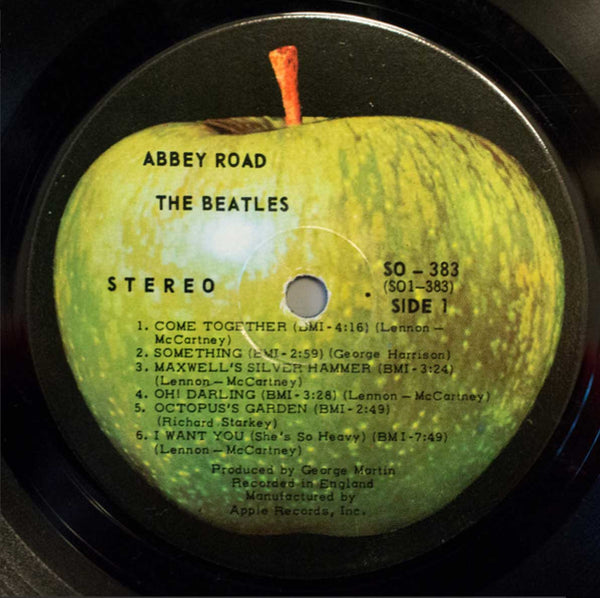 ABBEY ROAD
THE BEATLES
STEREO
SO - 383
(SO1-383)
SIDE 1
1. COME TOGETHER (BMI - 4:16) (Lennon —
McCartney)
2. SOMETHING (BMI - 2:59) (George Harrison)
3. MAXWELL'S SILVER HAMMER (BMI - 3:24)
(Lennon — McCartney)
4. OH! DARLING (BMI - 3:28) (Lennon — McCartney)
5. OCTOPUS'S GARDEN (BMI - 2:49)
(Richard Starkey)
6. I WANT YOU (She's So Heavy) (BMI-7:49)
(Lennon — McCartney)
Produced by George Martin
Recorded in England
Manufactured by
Apple Records, Inc.